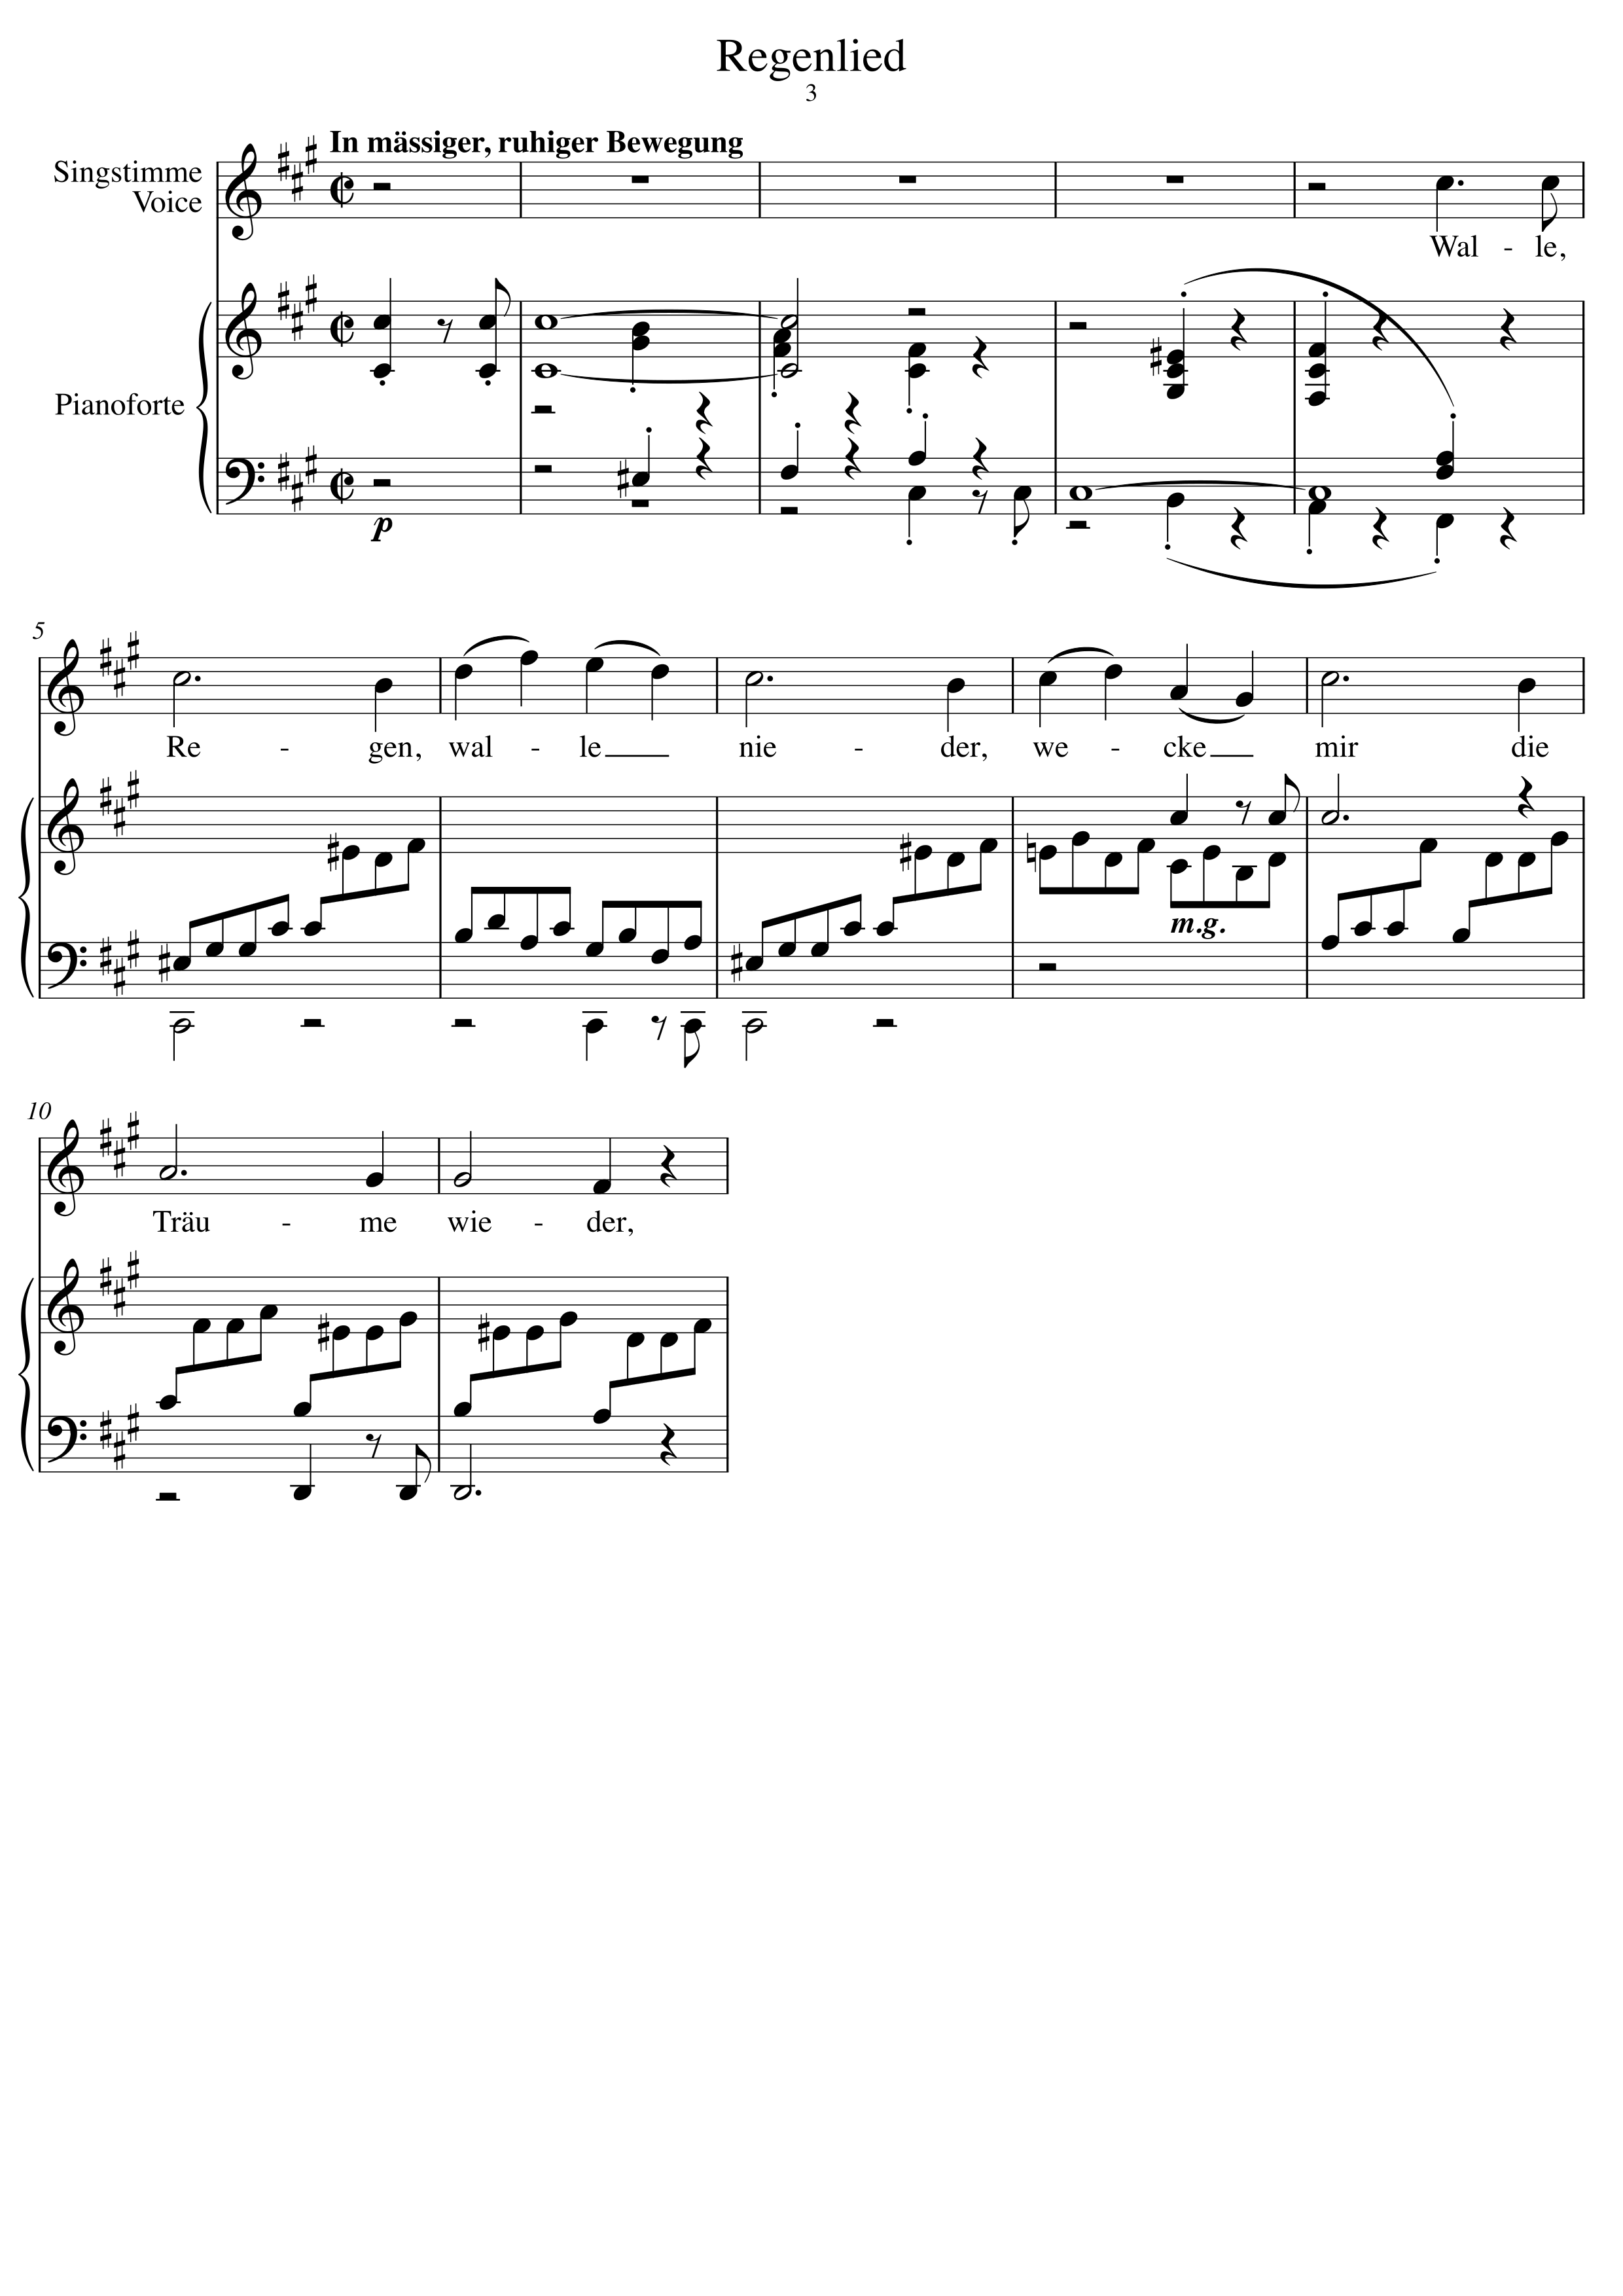 Regenlied
3
In mässiger, ruhiger Bewegung
Singstimme
Voice
Wal - le,
Pianoforte
p
5
Re - gen, wal - le nie - der, we - cke mir die
m.g.
10
Träu - me wie - der,